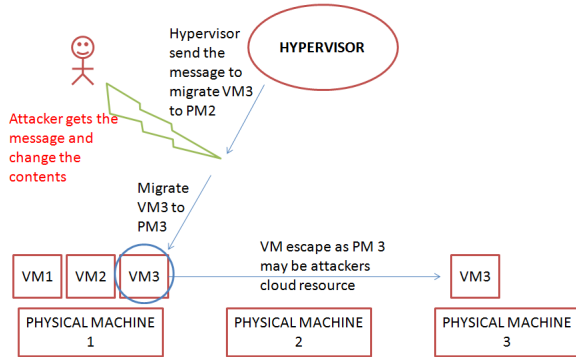 Hypervisor
send the
message to
migrate VM3
to PM2
HYPERVISOR
Attacker gets the
message and
change the
contents
Migrate
VM3 to
PM3
VM escape as PM 3
may be attackers
cloud resource
VM1 VM2 VM3 VM3
PHYSICAL MACHINE
1
PHYSICAL MACHINE
2
PHYSICAL MACHINE
3